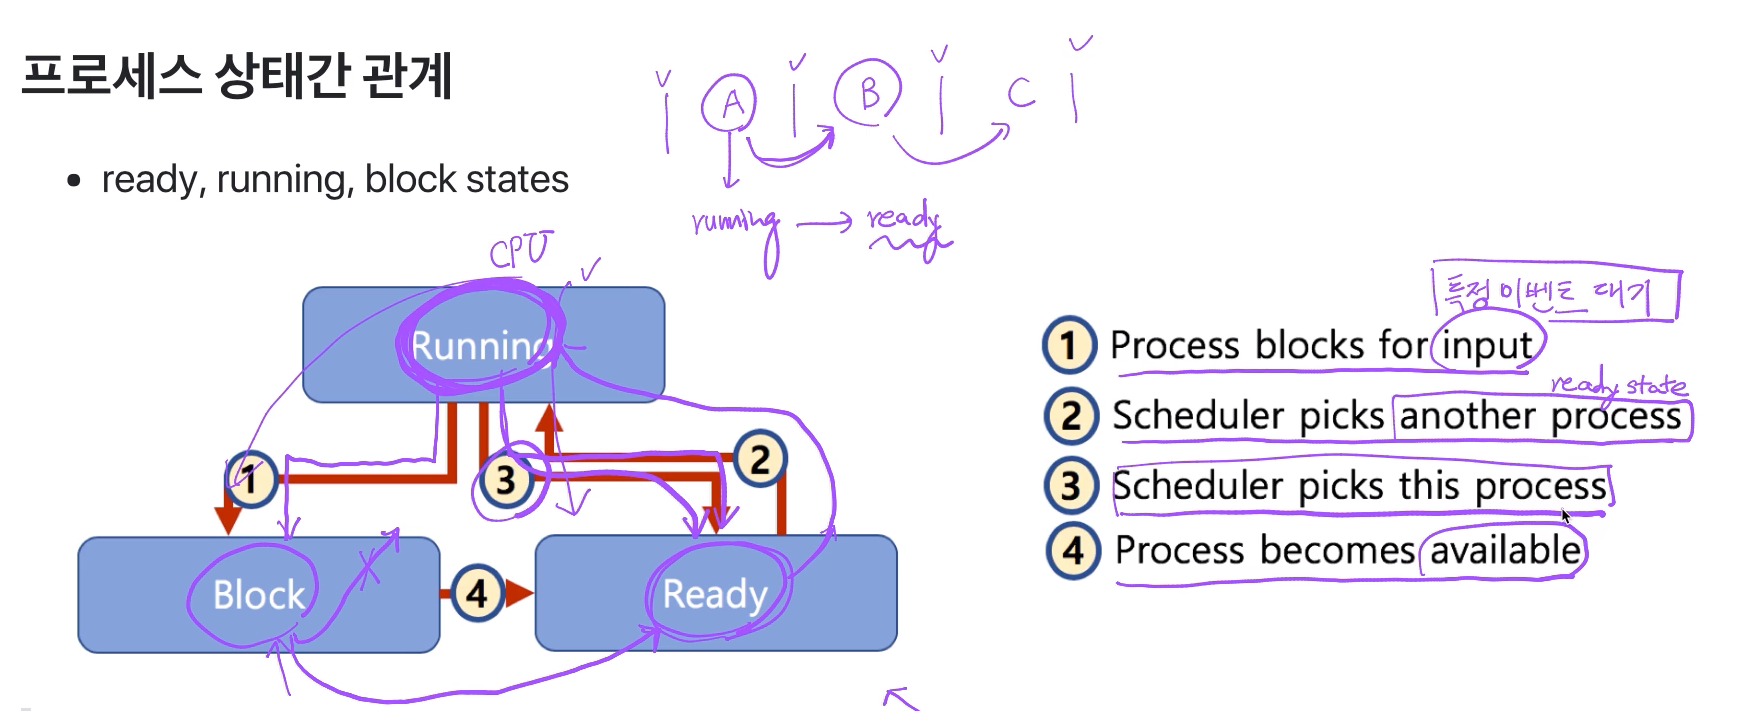 프로세스 상태간 관계
A B C
• ready, running, block states
running → ready
CPU
Running
1
3
2
Block
4
Ready
특정 이벤트 대기
1 Process blocks for input
ready state
2 Scheduler picks another process
3 Scheduler picks this process
4 Process becomes available